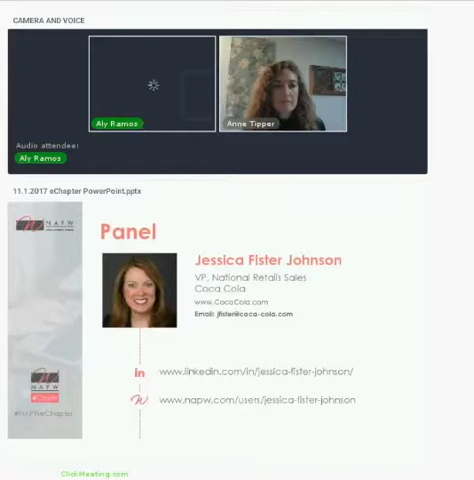 CAMERA AND VOICE
Aly Ramos
Anne Tipper
Audio attendee:
Aly Ramos
11.1.2017 eChapter PowerPoint.pptx
NAPW
Panel
Jessica Fister Johnson
VP, National Retails Sales
Coca Cola
www.CocaCola.com
Email: jfister@coca-cola.com
in www.linkedin.com/in/jessica-fister-johnson/
W www.napw.com/users/jessica-fister-johnson
NAPW
eChapter
#NAPWeChapter
ClickMeeting.com